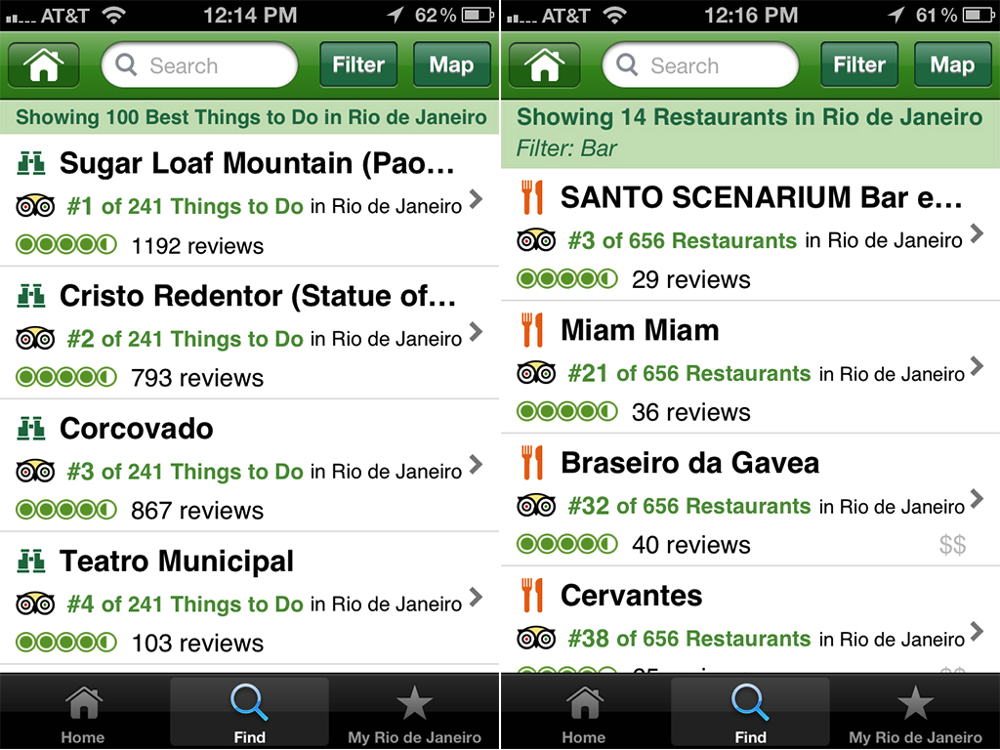 AT&T 12:14 PM 62%
Search Filter Map
Showing 100 Best Things to Do in Rio de Janeiro
Sugar Loaf Mountain (Pao...
#1 of 241 Things to Do in Rio de Janeiro
1192 reviews
Cristo Redentor (Statue of...
#2 of 241 Things to Do in Rio de Janeiro
793 reviews
Corcovado
#3 of 241 Things to Do in Rio de Janeiro
867 reviews
Teatro Municipal
#4 of 241 Things to Do in Rio de Janeiro
103 reviews
Home Find My Rio de Janeiro
AT&T 12:16 PM 61%
Search Filter Map
Showing 14 Restaurants in Rio de Janeiro
Filter: Bar
SANTO SCENARIUM Bar e...
#3 of 656 Restaurants in Rio de Janeiro
29 reviews
Miam Miam
#21 of 656 Restaurants in Rio de Janeiro
36 reviews
Braseiro da Gavea
#32 of 656 Restaurants in Rio de Janeiro
40 reviews $$
Cervantes
#38 of 656 Restaurants in Rio de Janeiro
Home Find My Rio de Janeiro